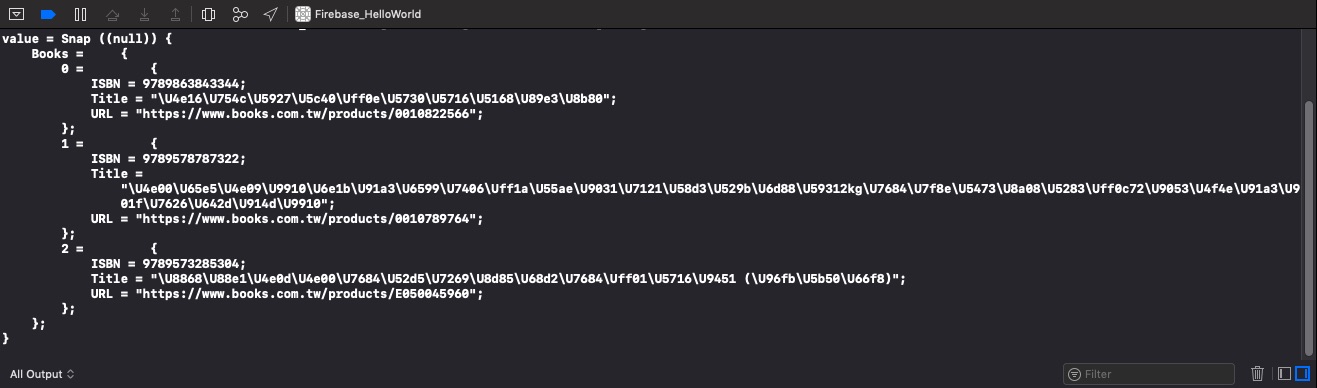 Firebase_HelloWorld
value = Snap ((null)) {
    Books =     {
        0 =         {
            ISBN = 9789863843344;
            Title = "\U4e16\U754c\U5927\U5c40\Uff0e\U5730\U5716\U5168\U89e3\U8b80";
            URL = "https://www.books.com.tw/products/0010822566";
        };
        1 =         {
            ISBN = 9789578787322;
            Title =
                "\U4e00\U65e5\U4e09\U9910\U6e1b\U91a3\U6599\U7406\Uff1a\U55ae\U9031\U7121\U58d3\U529b\U6d88\U59312kg\U7684\U7f8e\U5473\U8a08\U5283\Uff0c72\U9053\U4f4e\U91a3\U9
                01f\U7626\U642d\U914d\U9910";
            URL = "https://www.books.com.tw/products/0010789764";
        };
        2 =         {
            ISBN = 9789573285304;
            Title = "\U8868\U88e1\U4e0d\U4e00\U7684\U52d5\U7269\U8d85\U68d2\U7684\Uff01\U5716\U9451 (\U96fb\U5b50\U66f8)";
            URL = "https://www.books.com.tw/products/E050045960";
        };
    };
}
All Output
Filter